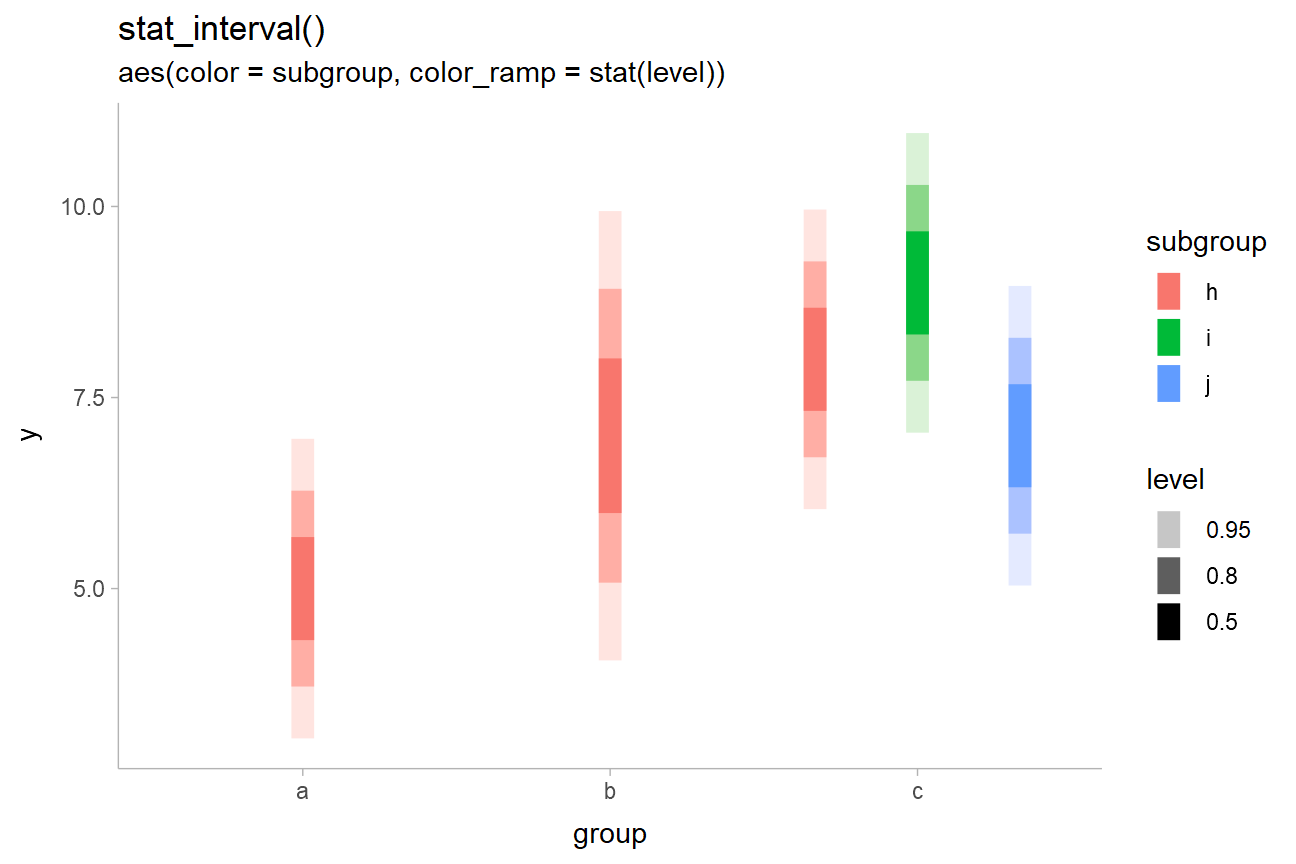 stat_interval()
aes(color = subgroup, color_ramp = stat(level))
10.0
7.5
5.0
y
a
b
c
group
subgroup
h
i
j
level
0.95
0.8
0.5